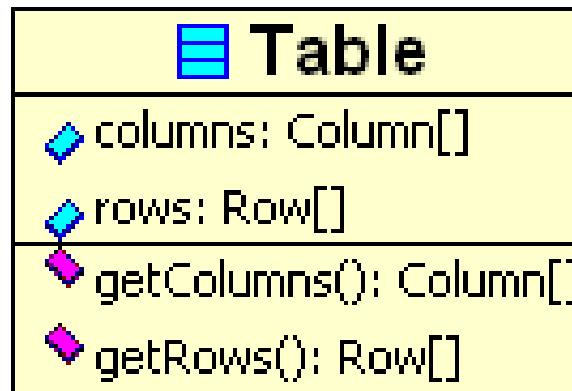 Table
columns: Column[]
rows: Row[]
getColumns(): Column[]
getRows(): Row[]